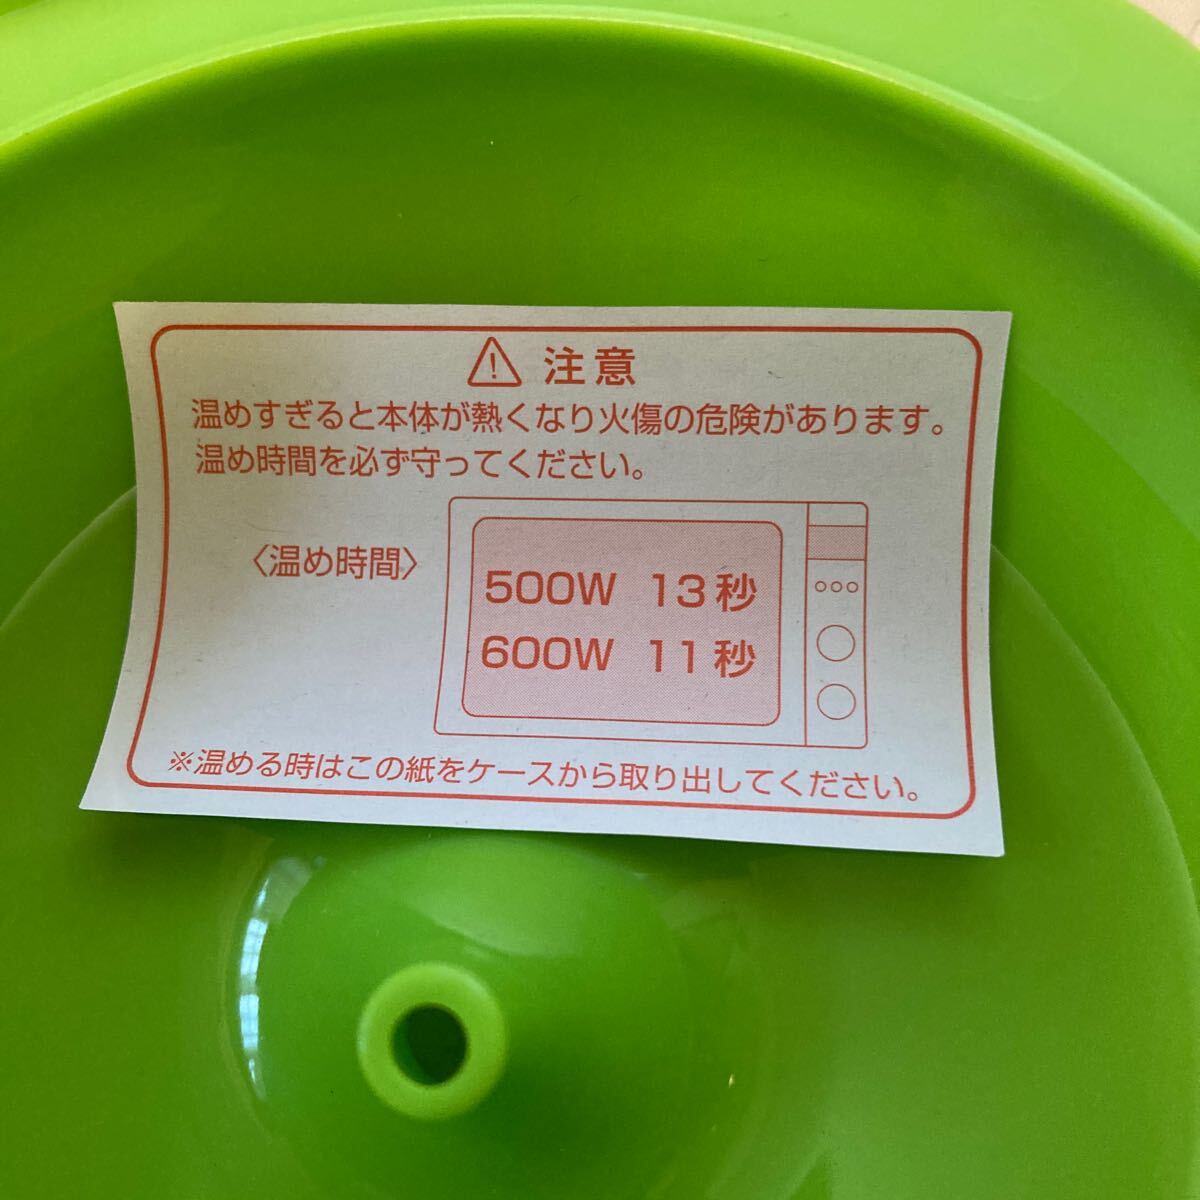 注意
温めすぎると本体が熱くなり火傷の危険があります。
温め時間を必ず守ってください。
〈温め時間〉
500W 13秒
600W 11秒
※温める時はこの紙をケースから取り出してください。